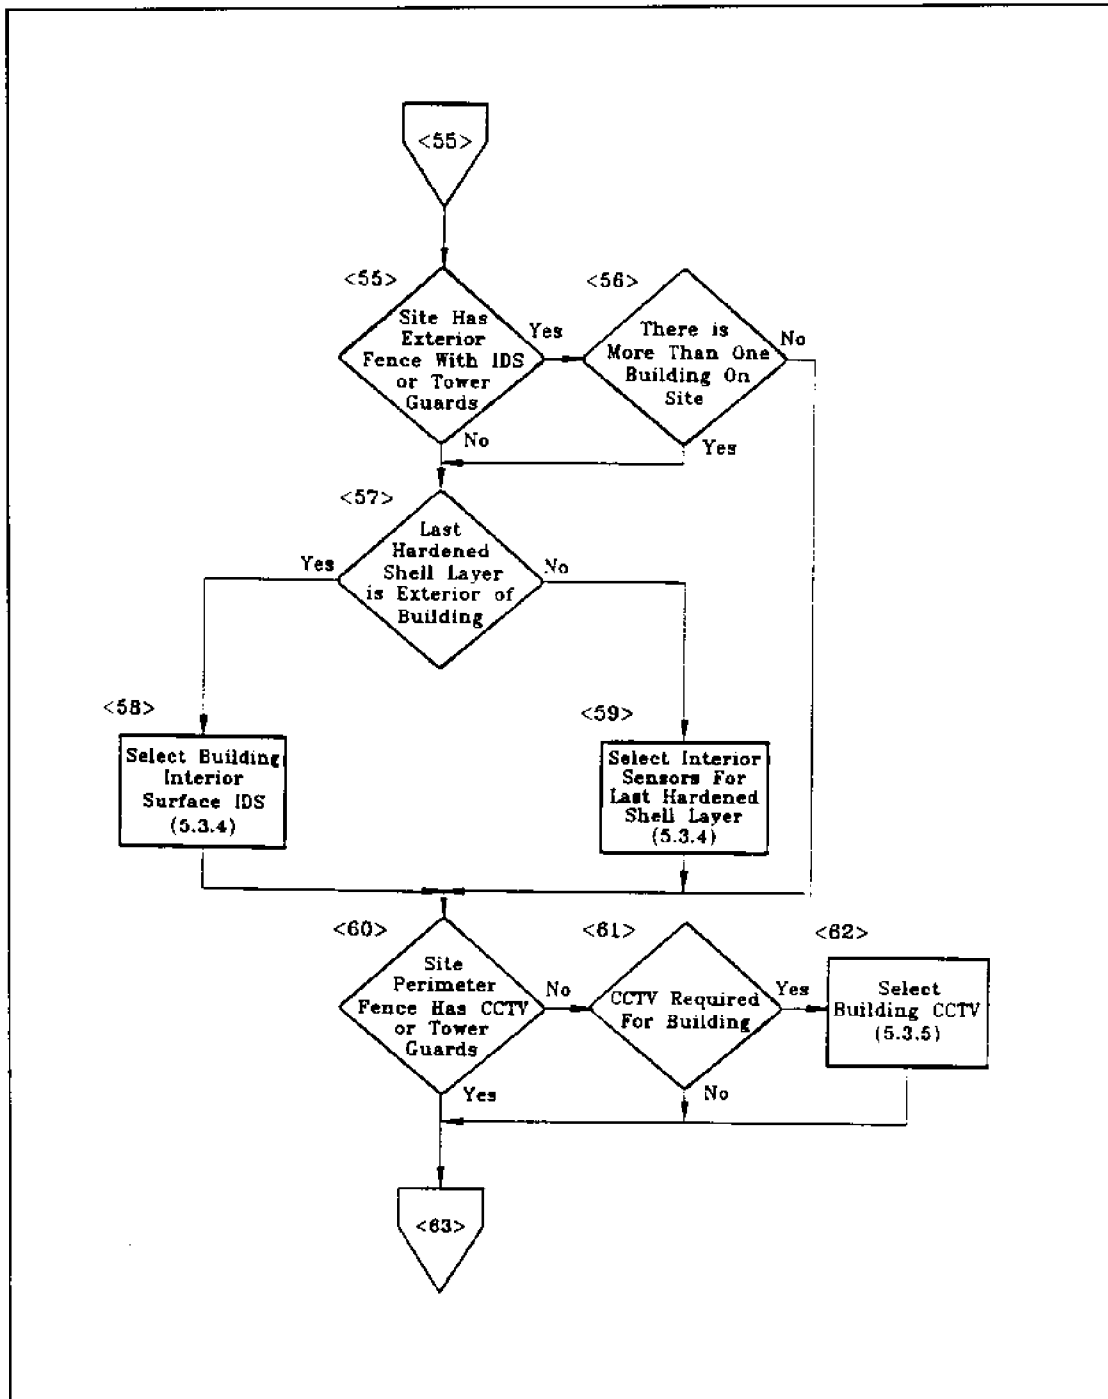 <55>
<55>
Site Has
Exterior
Fence With IDS
or Tower
Guards
Yes
No
<56>
There is
More Than One
Building On
Site
No
Yes
<57>
Last
Hardened
Shell Layer
is Exterior of
Building
Yes
No
<58>
Select Building
Interior
Surface IDS
(5.3.4)
<59>
Select Interior
Sensors For
Last Hardened
Shell Layer
(5.3.4)
<60>
Site
Perimeter
Fence Has CCTV
or Tower
Guards
No
Yes
<61>
CCTV Required
For Building
Yes
No
<62>
Select
Building CCTV
(5.3.5)
<63>